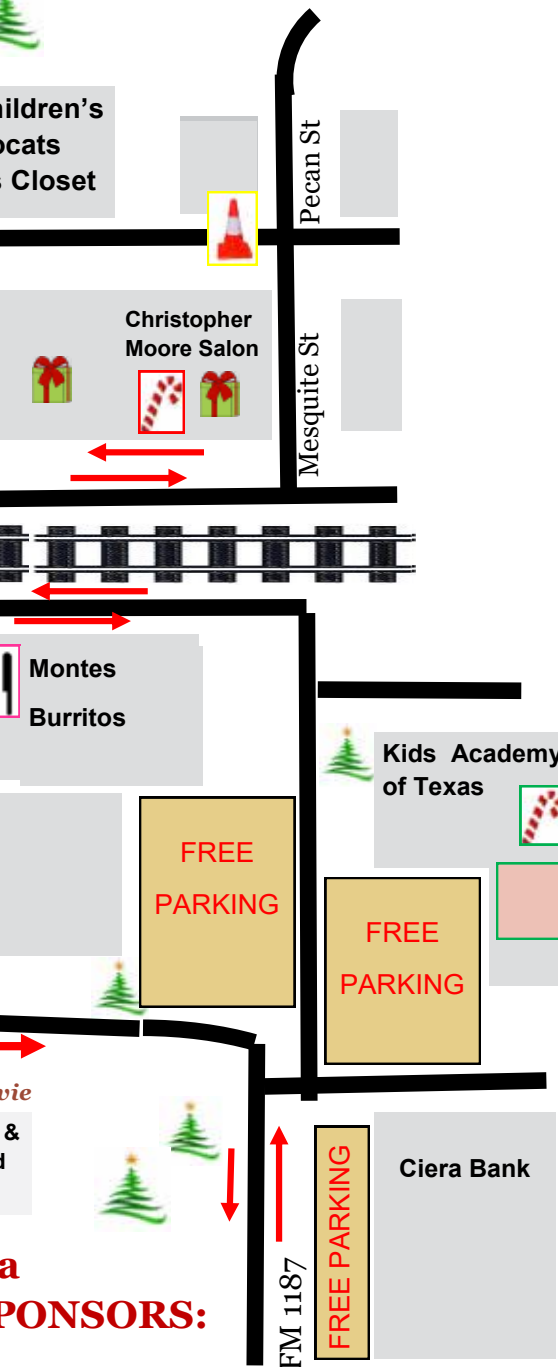 hildren's
ocats
s Closet
Pecan St
Christopher
Moore Salon
Mesquite St
Montes
Burritos
Kids Academy
of Texas
FREE
PARKING
FREE
PARKING
vie
&
d
Ciera Bank
FREE PARKING
FM 1187
a
PONSORS: